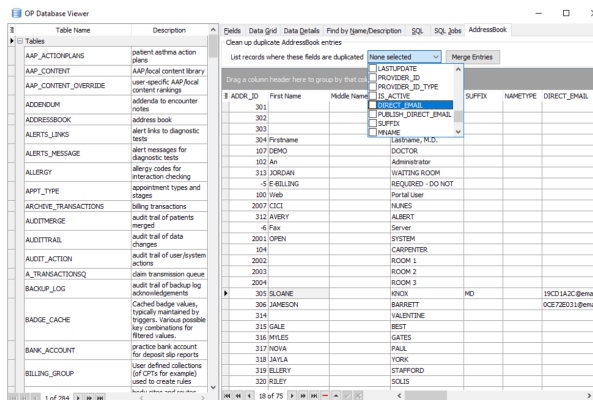 OP Database Viewer
Table Name Description
Tables
AAP_ACTIONPLANS patient asthma action plans
AAP_CONTENT AAP/local content library
AAP_CONTENT_OVERRIDE user-specific AAP/local content rankings
ADDENDUM addenda to encounter notes
ADDRESSBOOK address book
ALERTS_LINKS alert links to diagnostic tests
ALERTS_MESSAGE alert messages for diagnostic tests
ALLERGY allergy codes for interaction checking
APPT_TYPE appointment types and stages
ARCHIVE_TRANSACTIONS billing transactions
AUDITMERGE audit trail of patients merged
AUDITTRAIL audit trail of data changes
AUDIT_ACTION audit trail of user/system actions
A_TRANSACTIONSQ claim transmission queue
BACKUP_LOG audit trail of backup log acknowledgements
BADGE_CACHE Cached badge values, typically maintained by triggers. Various possible key combinations for filtered values.
BANK_ACCOUNT practice bank account for deposit slip reports
BILLING_GROUP User defined collections (of CPTs for example) used to create rules
1 of 284
Fields Data Grid Data Details Find by Name/Description SQL SQL Jobs AddressBook
Clean up duplicate AddressBook entries
List records where these fields are duplicated None selected Merge Entries
LASTUPDATE
PROVIDER_ID
PROVIDER_ID_TYPE
IS_ACTIVE
DIRECT_EMAIL
PUBLISH_DIRECT_EMAIL
SUFFIX
MNAME
Drag a column header here to group by that col
ADDR_ID First Name Middle Name SUFFIX NAMETYPE DIRECT_EMAIL
301
302
303
304 Firstname Lastname, M.D.
107 DEMO DOCTOR
102 An Administrator
313 JORDAN WAITING ROOM
-5 E-BILLING REQUIRED - DO NOT
100 Web Portal User
2007 CICI NUNES
312 AVERY ALBERT
-6 Fax Server
2001 OPEN SYSTEM
104 CARPENTER
2002 ROOM 1
2003 ROOM 2
2004 ROOM 3
305 SLOANE KNOX MD 19CD1A2C@ema
306 JAMESON BARRETT 0CE72E031@ema
314 VALENTINE
315 GALE BEST
316 MYLES GATES
317 NOVA PAUL
318 JAYLA YORK
319 ELLERY STAFFORD
320 RILEY SOLIS
18 of 75